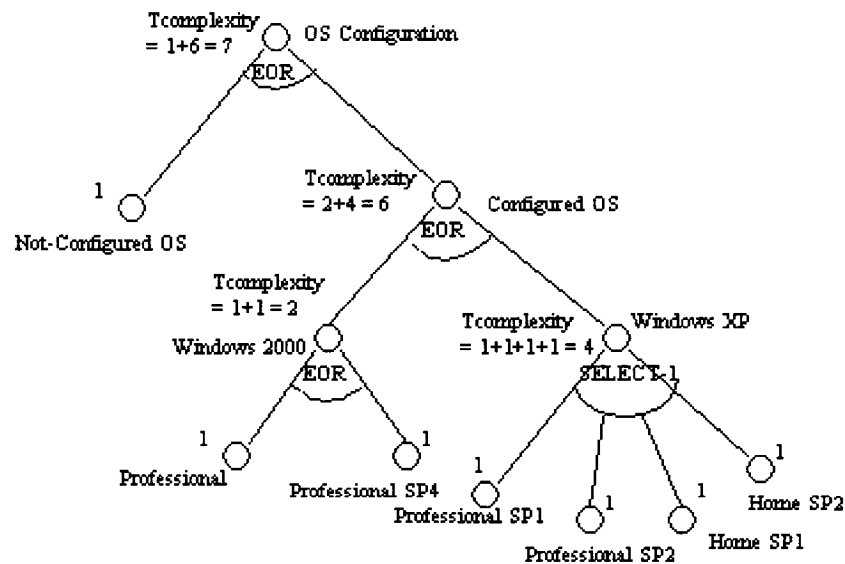 Tcomplexity
= 1+6 = 7
OS Configuration
EOR
1
Not-Configured OS
Tcomplexity
= 2+4 = 6
Configured OS
EOR
Tcomplexity
= 1+1 = 2
Windows 2000
EOR
Tcomplexity
= 1+1+1+1 = 4
Windows XP
SELECT-1
1
Professional
1
Professional SP4
1
Professional SP1
1
Professional SP2
1
Home SP1
1
Home SP2